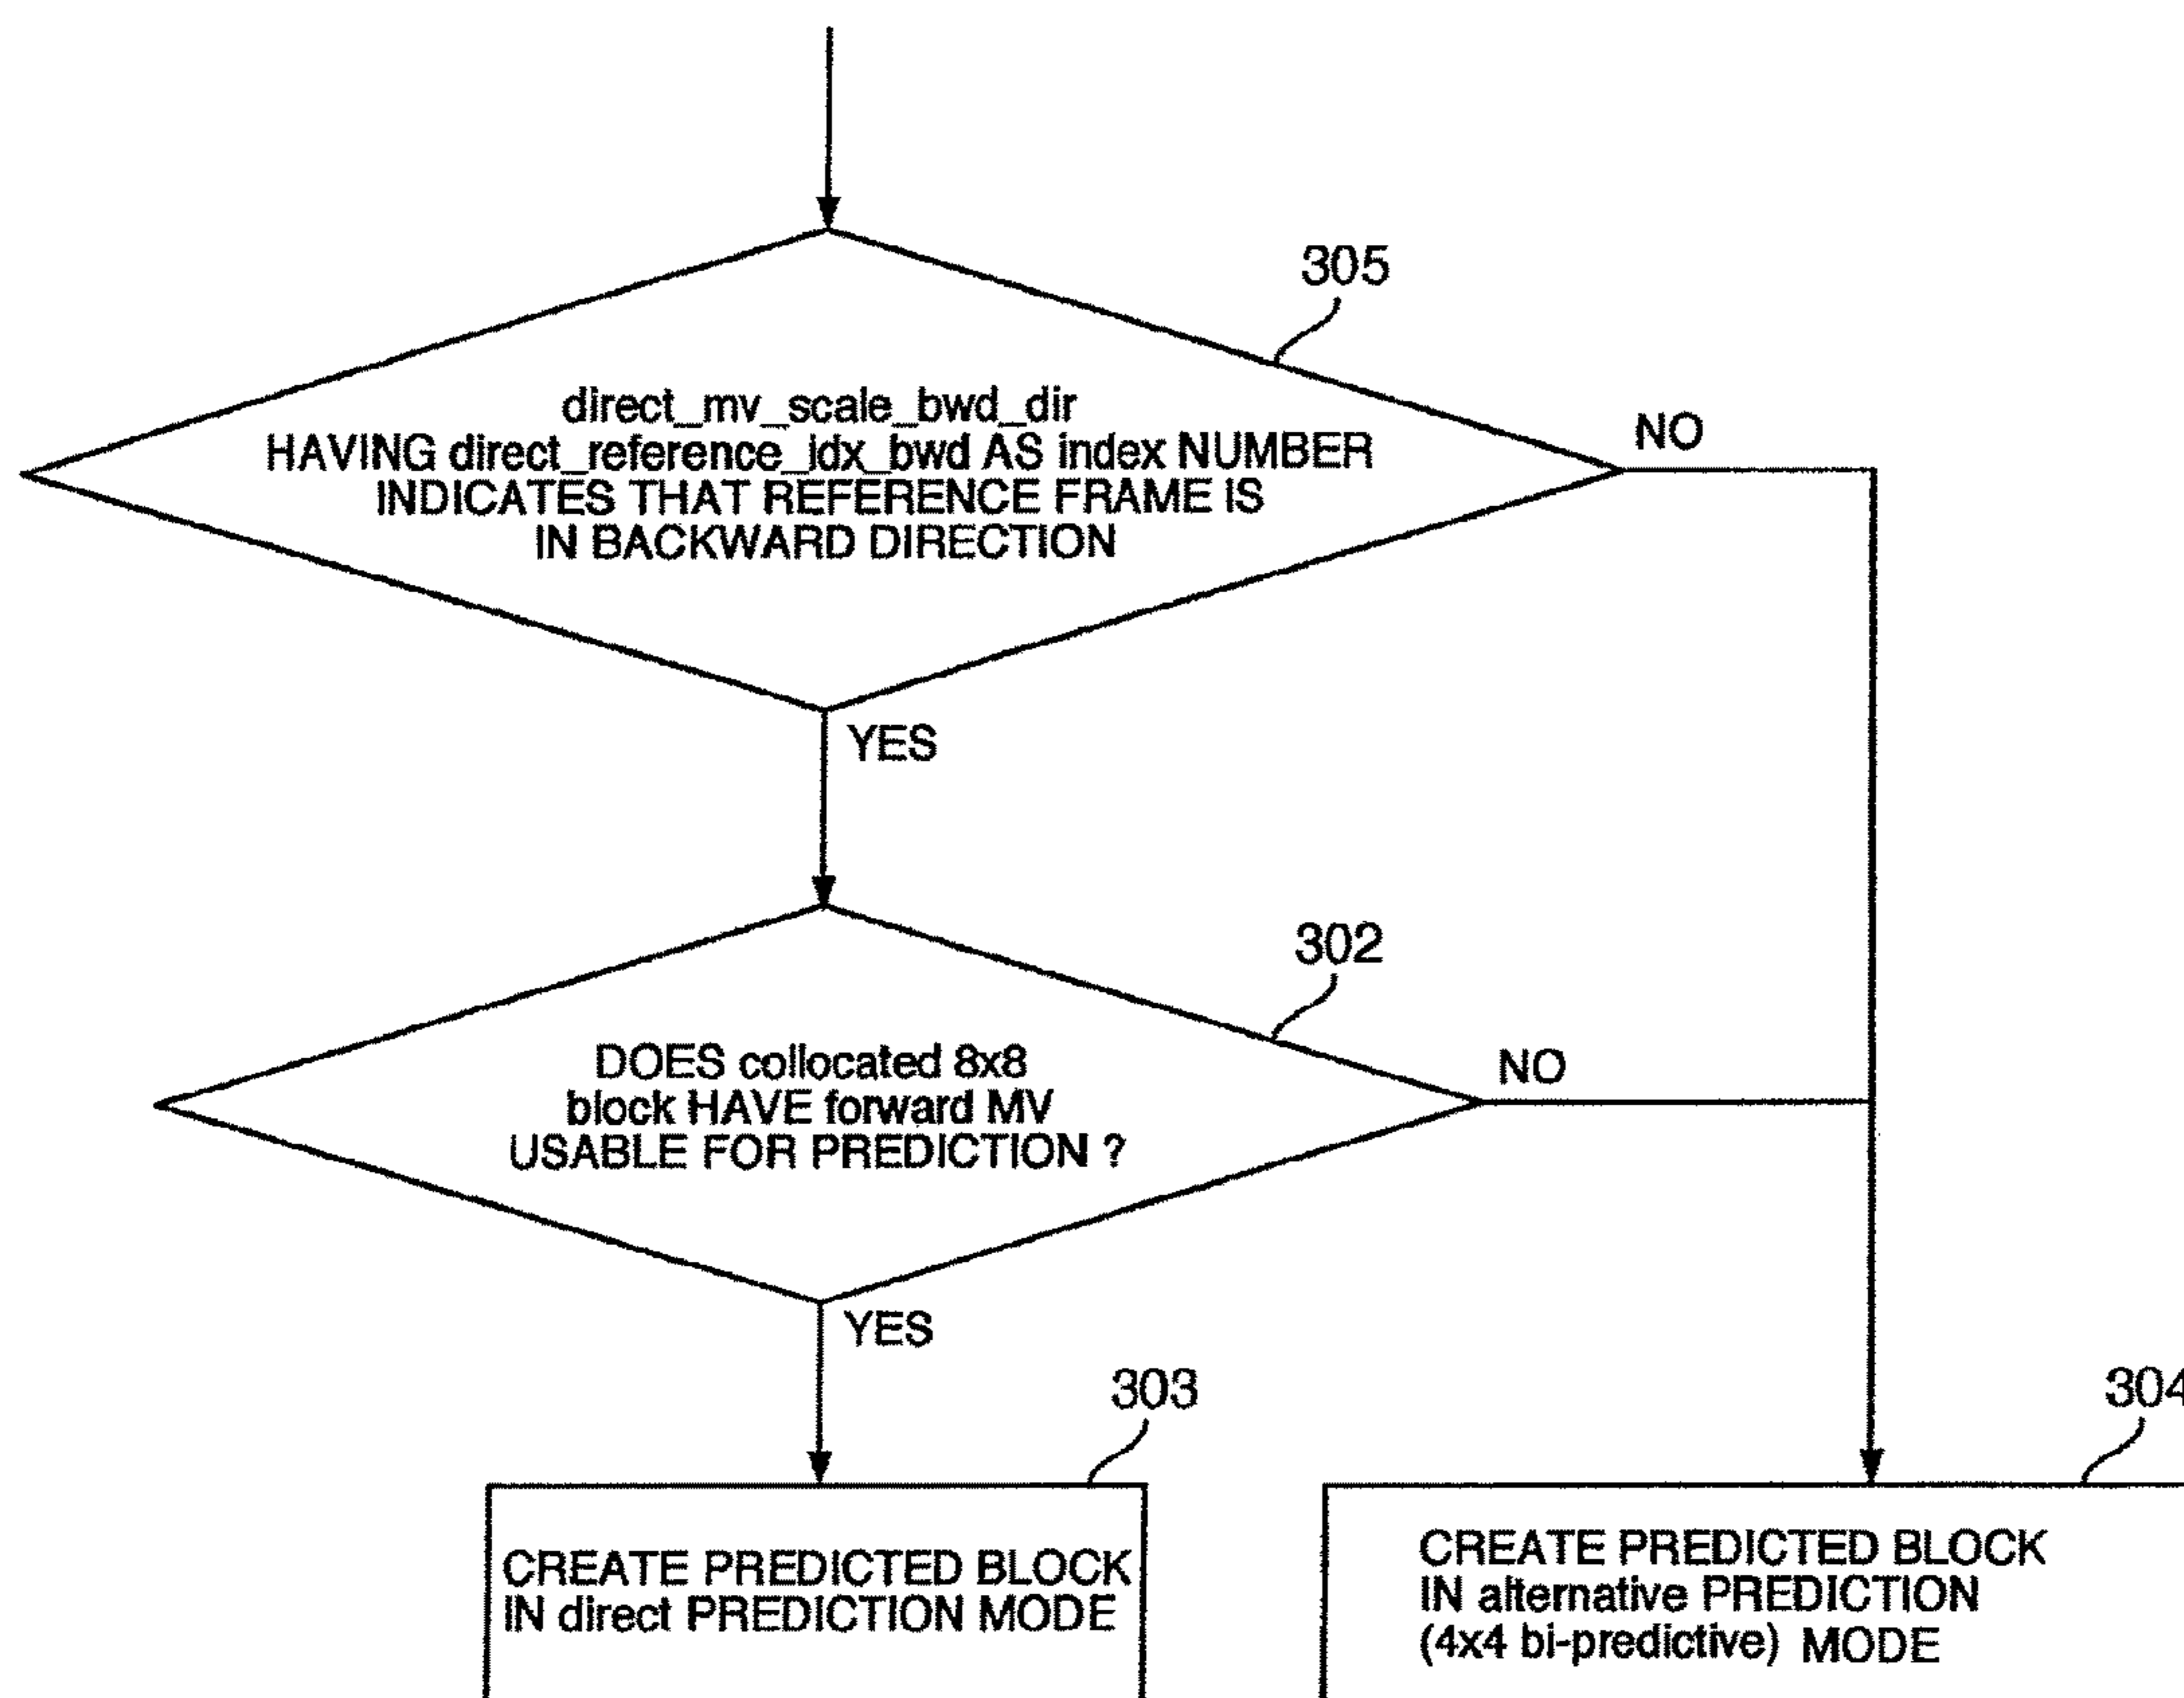 305
direct_mv_scale_bwd_dir
HAVING direct_reference_idx_bwd AS index NUMBER
INDICATES THAT REFERENCE FRAME IS
IN BACKWARD DIRECTION
NO
YES
302
DOES collocated 8x8
block HAVE forward MV
USABLE FOR PREDICTION ?
NO
YES
303
304
CREATE PREDICTED BLOCK
IN direct PREDICTION MODE
CREATE PREDICTED BLOCK
IN alternative PREDICTION
(4x4 bi-predictive) MODE